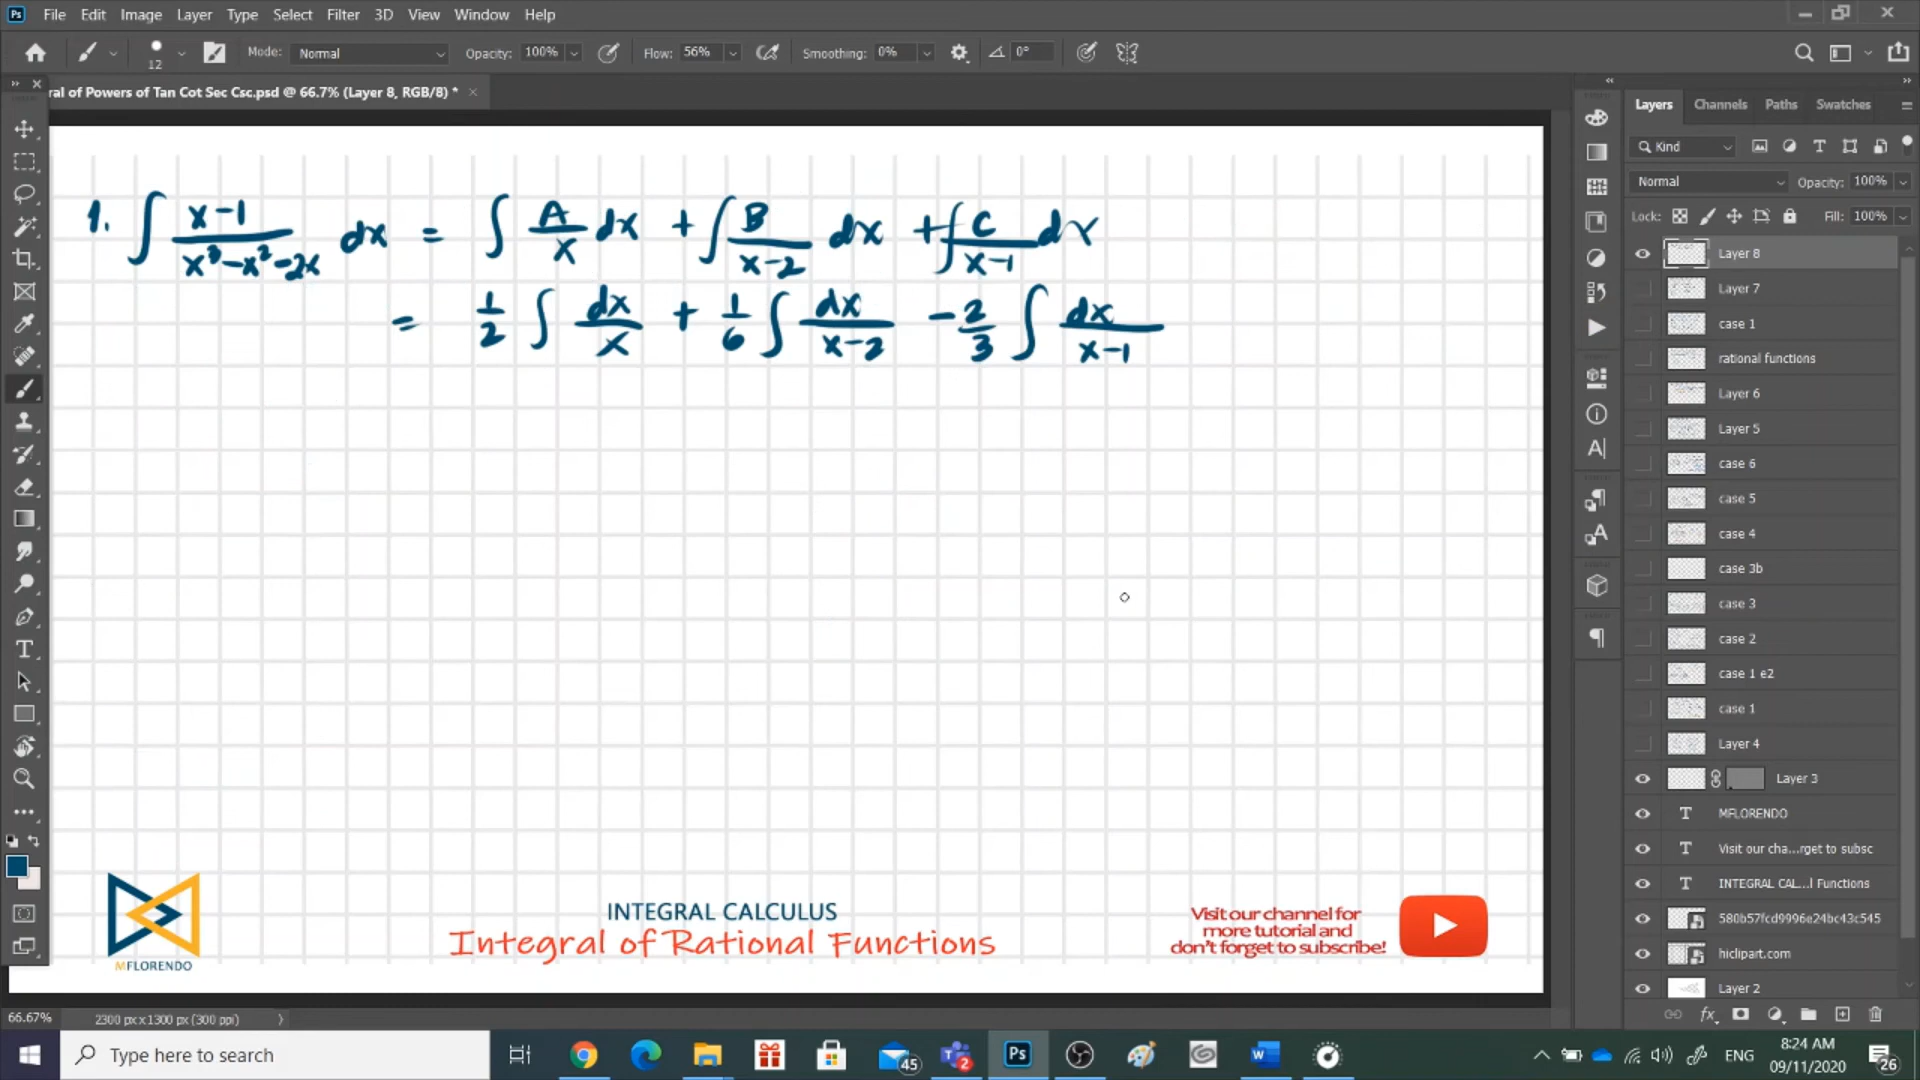 Ps File Edit Image Layer Type Select Filter 3D View Window Help
12 Mode: Normal Opacity: 100% Flow: 56% Smoothing: 0% 0°
ral of Powers of Tan Cot Sec Csc.psd @ 66.7% (Layer 8, RGB/8) *
1. ∫ (x-1)/(x³-x²-2x) dx = ∫ A/x dx + ∫ B/(x-2) dx + ∫ C/(x-1) dx
= 1/2 ∫ dx/x + 1/6 ∫ dx/(x-2) - 2/3 ∫ dx/(x-1)
MFLORENDO
INTEGRAL CALCULUS
Integral of Rational Functions
Visit our channel for
more tutorial and
don't forget to subscribe!
Layers Channels Paths Swatches
Kind
Normal Opacity: 100%
Lock: Fill: 100%
Layer 8
Layer 7
case 1
rational functions
Layer 6
Layer 5
case 6
case 5
case 4
case 3b
case 3
case 2
case 1 e2
case 1
Layer 4
Layer 3
MFLORENDO
Visit our cha...rget to subsc
INTEGRAL CAL...l Functions
580b57fcd9996e24bc43c545
hiclipart.com
Layer 2
66.67% 2300 px x 1300 px (300 ppi)
Type here to search
45
2
Ps
ENG
8:24 AM
09/11/2020
26